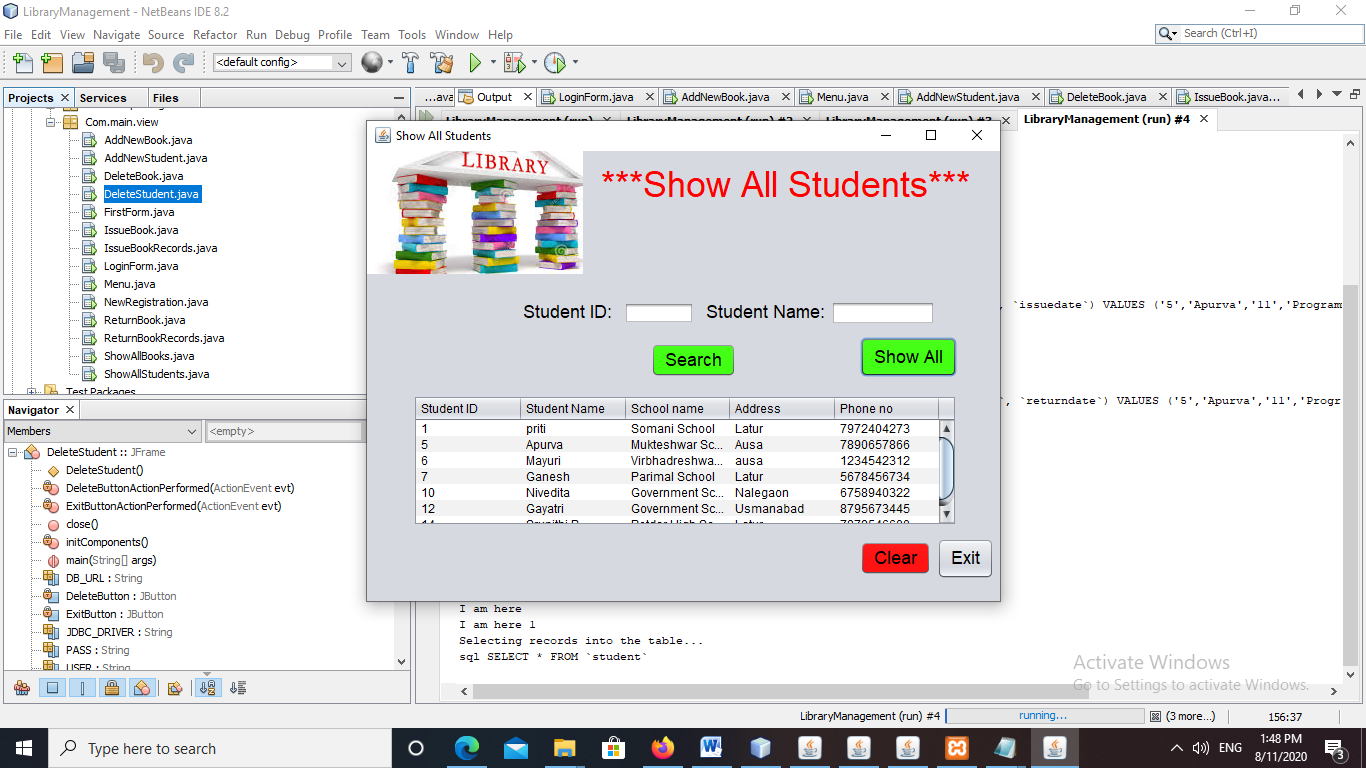 LibraryManagement - NetBeans IDE 8.2
File Edit View Navigate Source Refactor Run Debug Profile Team Tools Window Help
Search (Ctrl+I)
<default config>
Projects Services Files
...ava Output LoginForm.java AddNewBook.java Menu.java AddNewStudent.java DeleteBook.java IssueBook.java...
LibraryManagement (run) #4
Com.main.view
AddNewBook.java
AddNewStudent.java
DeleteBook.java
DeleteStudent.java
FirstForm.java
IssueBook.java
IssueBookRecords.java
LoginForm.java
Menu.java
NewRegistration.java
ReturnBook.java
ReturnBookRecords.java
ShowAllBooks.java
ShowAllStudents.java
Test Packages
Navigator
Members
<empty>
DeleteStudent :: JFrame
DeleteStudent()
DeleteButtonActionPerformed(ActionEvent evt)
ExitButtonActionPerformed(ActionEvent evt)
close()
initComponents()
main(String[] args)
DB_URL : String
DeleteButton : JButton
ExitButton : JButton
JDBC_DRIVER : String
PASS : String
USER : String
Show All Students
LIBRARY
***Show All Students***
Student ID: Student Name:
Search Show All
Student ID Student Name School name Address Phone no
1 priti Somani School Latur 7972404273
5 Apurva Mukteshwar Sc... Ausa 7890657866
6 Mayuri Virbhadreshwa... ausa 1234542312
7 Ganesh Parimal School Latur 5678456734
10 Nivedita Government Sc... Nalegaon 6758940322
12 Gayatri Government Sc... Usmanabad 8795673445
Clear Exit
`issuedate`) VALUES ('5','Apurva','11','Program
, `returndate`) VALUES ('5','Apurva','11','Progr
I am here
I am here 1
Selecting records into the table...
sql SELECT * FROM `student`
Activate Windows
Go to Settings to activate Windows.
LibraryManagement (run) #4 running... (3 more...) 156:37
Type here to search
ENG
1:48 PM
8/11/2020
3